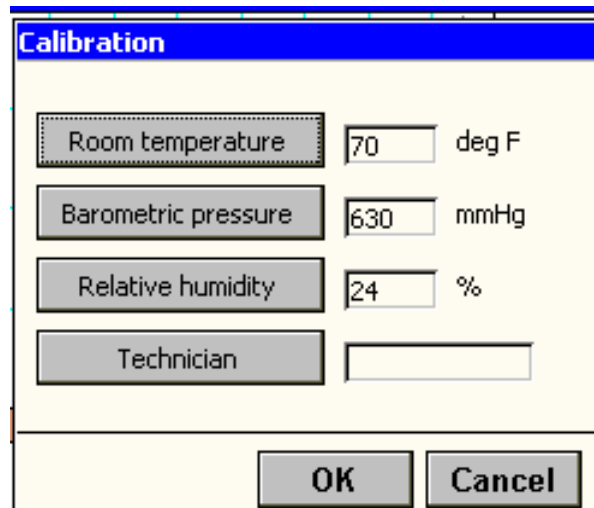 Calibration
Room temperature 70 deg F
Barometric pressure 630 mmHg
Relative humidity 24 %
Technician
OK Cancel